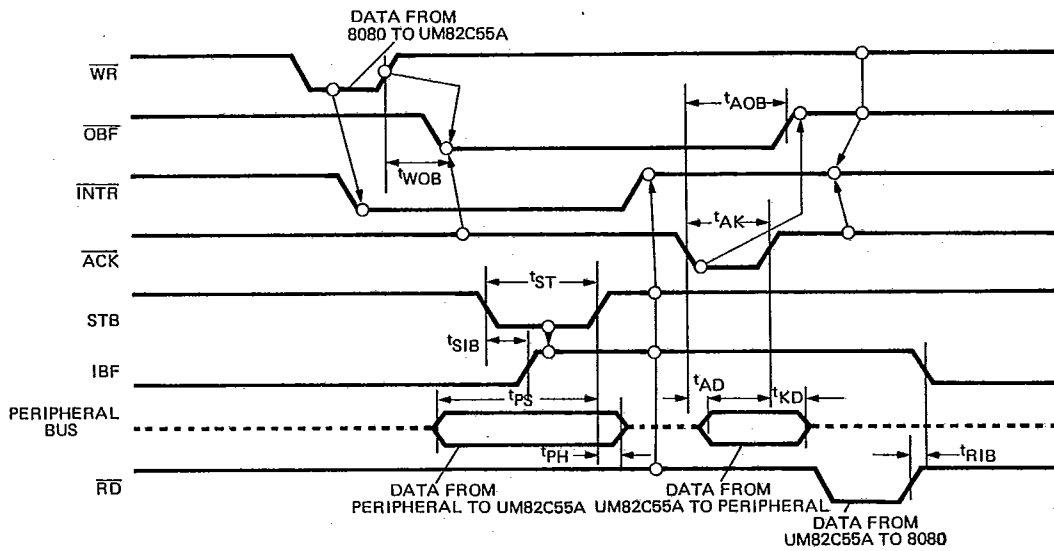 DATA FROM
8080 TO UM82C55A
WR
tAOB
OBF
tWOB
INTR
tAK
ACK
tST
STB
tSIB
IBF
tAD
tKD
tPS
PERIPHERAL
BUS
tPH
tRIB
RD
DATA FROM
PERIPHERAL TO UM82C55A
DATA FROM
UM82C55A TO PERIPHERAL
DATA FROM
UM82C55A TO 8080